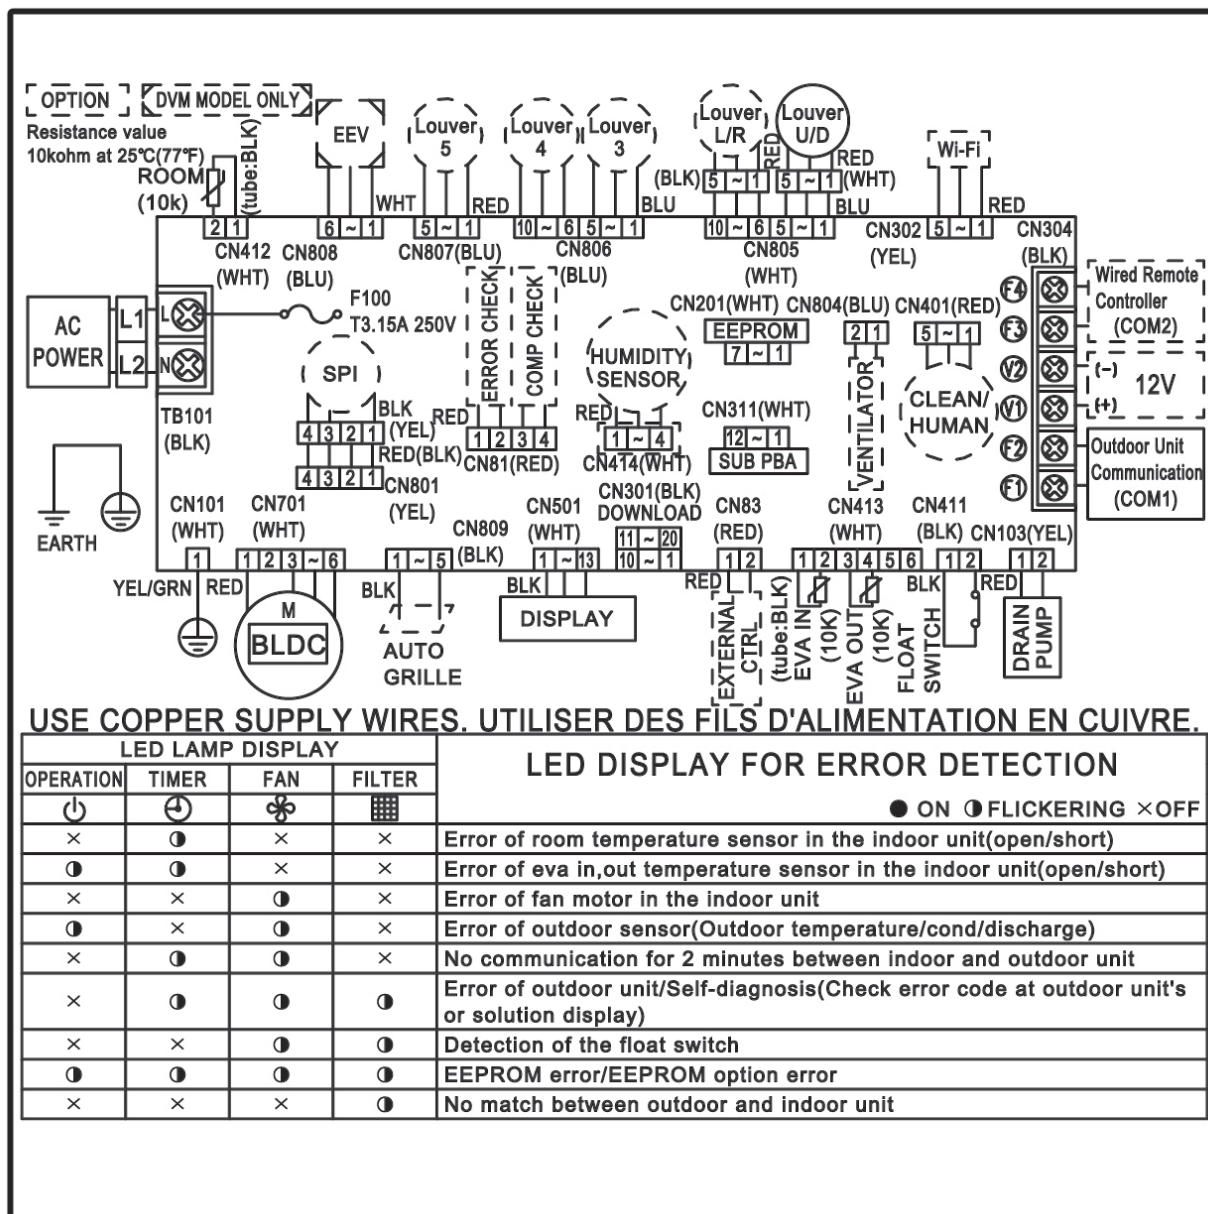 OPTION
DVM MODEL ONLY
Resistance value
10kohm at 25℃(77℉)
ROOM
(10k)
(tube:BLK)
EEV
Louver
5
Louver
4
Louver
3
Louver
L/R
Louver
U/D
Wi-Fi
RED
RED
(BLK) 5 ~ 1 5 ~ 1 (WHT)
WHT
RED
BLU
BLU
RED
2 1
6 ~ 1
5 ~ 1
10 ~ 6 5 ~ 1
10 ~ 6 5 ~ 1
5 ~ 1
CN412
(WHT)
CN808
(BLU)
CN807(BLU)
CN806
(BLU)
CN805
(WHT)
CN302
(YEL)
CN304
(BLK)
AC
POWER
L1
L2
L
N
TB101
(BLK)
F100
T3.15A 250V
SPI
BLK
(YEL)
4 3 2 1
RED(BLK)
4 3 2 1
CN801
(YEL)
ERROR CHECK
COMP CHECK
RED
1 2 3 4
CN81(RED)
HUMIDITY
SENSOR
RED
1 ~ 4
CN414(WHT)
CN201(WHT)
EEPROM
7 ~ 1
CN311(WHT)
12 ~ 1
SUB PBA
CN804(BLU)
2 1
VENTILATOR
CN401(RED)
5 ~ 1
CLEAN/
HUMAN
F4
F3
V2
V1
F2
F1
Wired Remote
Controller
(COM2)
(-)
12V
(+)
Outdoor Unit
Communication
(COM1)
EARTH
CN101
(WHT)
1
YEL/GRN
CN701
(WHT)
1 2 3 ~ 6
RED
M
BLDC
CN809
(BLK)
1 ~ 5
BLK
AUTO
GRILLE
CN501
(WHT)
1 ~ 13
BLK
DISPLAY
CN301(BLK)
DOWNLOAD
11 ~ 20
10 ~ 1
CN83
(RED)
1 2
RED
EXTERNAL
CTRL
CN413
(WHT)
1 2 3 4 5 6
(tube:BLK)
EVA IN
(10K)
EVA OUT
(10K)
CN411
(BLK)
1 2
BLK
FLOAT
SWITCH
CN103(YEL)
1 2
RED
DRAIN
PUMP
USE COPPER SUPPLY WIRES. UTILISER DES FILS D'ALIMENTATION EN CUIVRE.
LED LAMP DISPLAY
OPERATION TIMER FAN FILTER
LED DISPLAY FOR ERROR DETECTION
● ON ◑ FLICKERING ×OFF
× ◑ × × Error of room temperature sensor in the indoor unit(open/short)
◑ ◑ × × Error of eva in,out temperature sensor in the indoor unit(open/short)
× × ◑ × Error of fan motor in the indoor unit
◑ × ◑ × Error of outdoor sensor(Outdoor temperature/cond/discharge)
× ◑ ◑ × No communication for 2 minutes between indoor and outdoor unit
× ◑ ◑ ◑ Error of outdoor unit/Self-diagnosis(Check error code at outdoor unit's
or solution display)
× × ◑ ◑ Detection of the float switch
◑ ◑ ◑ ◑ EEPROM error/EEPROM option error
× × × ◑ No match between outdoor and indoor unit